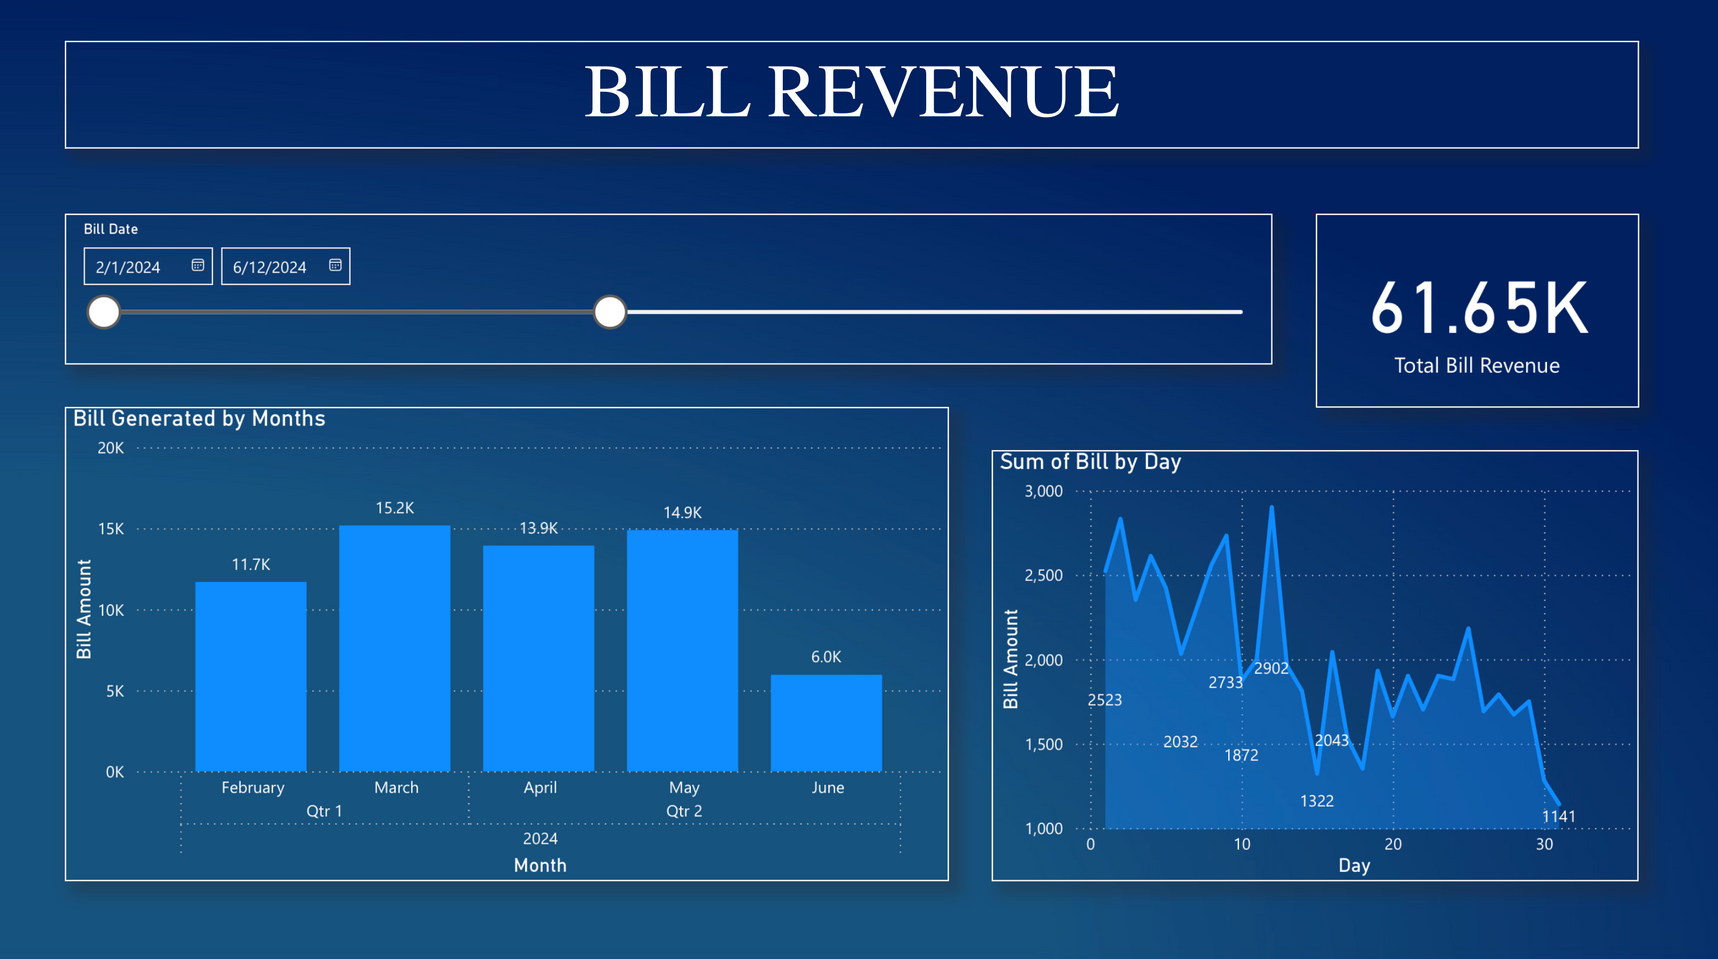 BILL REVENUE
Bill Date
2/1/2024 6/12/2024
61.65K
Total Bill Revenue
Bill Generated by Months
20K
15K
10K
5K
0K
Bill Amount
11.7K
15.2K
13.9K
14.9K
6.0K
February March April May June
Qtr 1 Qtr 2
2024
Month
Sum of Bill by Day
3,000
2,500
2,000
1,500
1,000
Bill Amount
2523
2032
2733
1872
2902
1322
2043
1141
0 10 20 30
Day